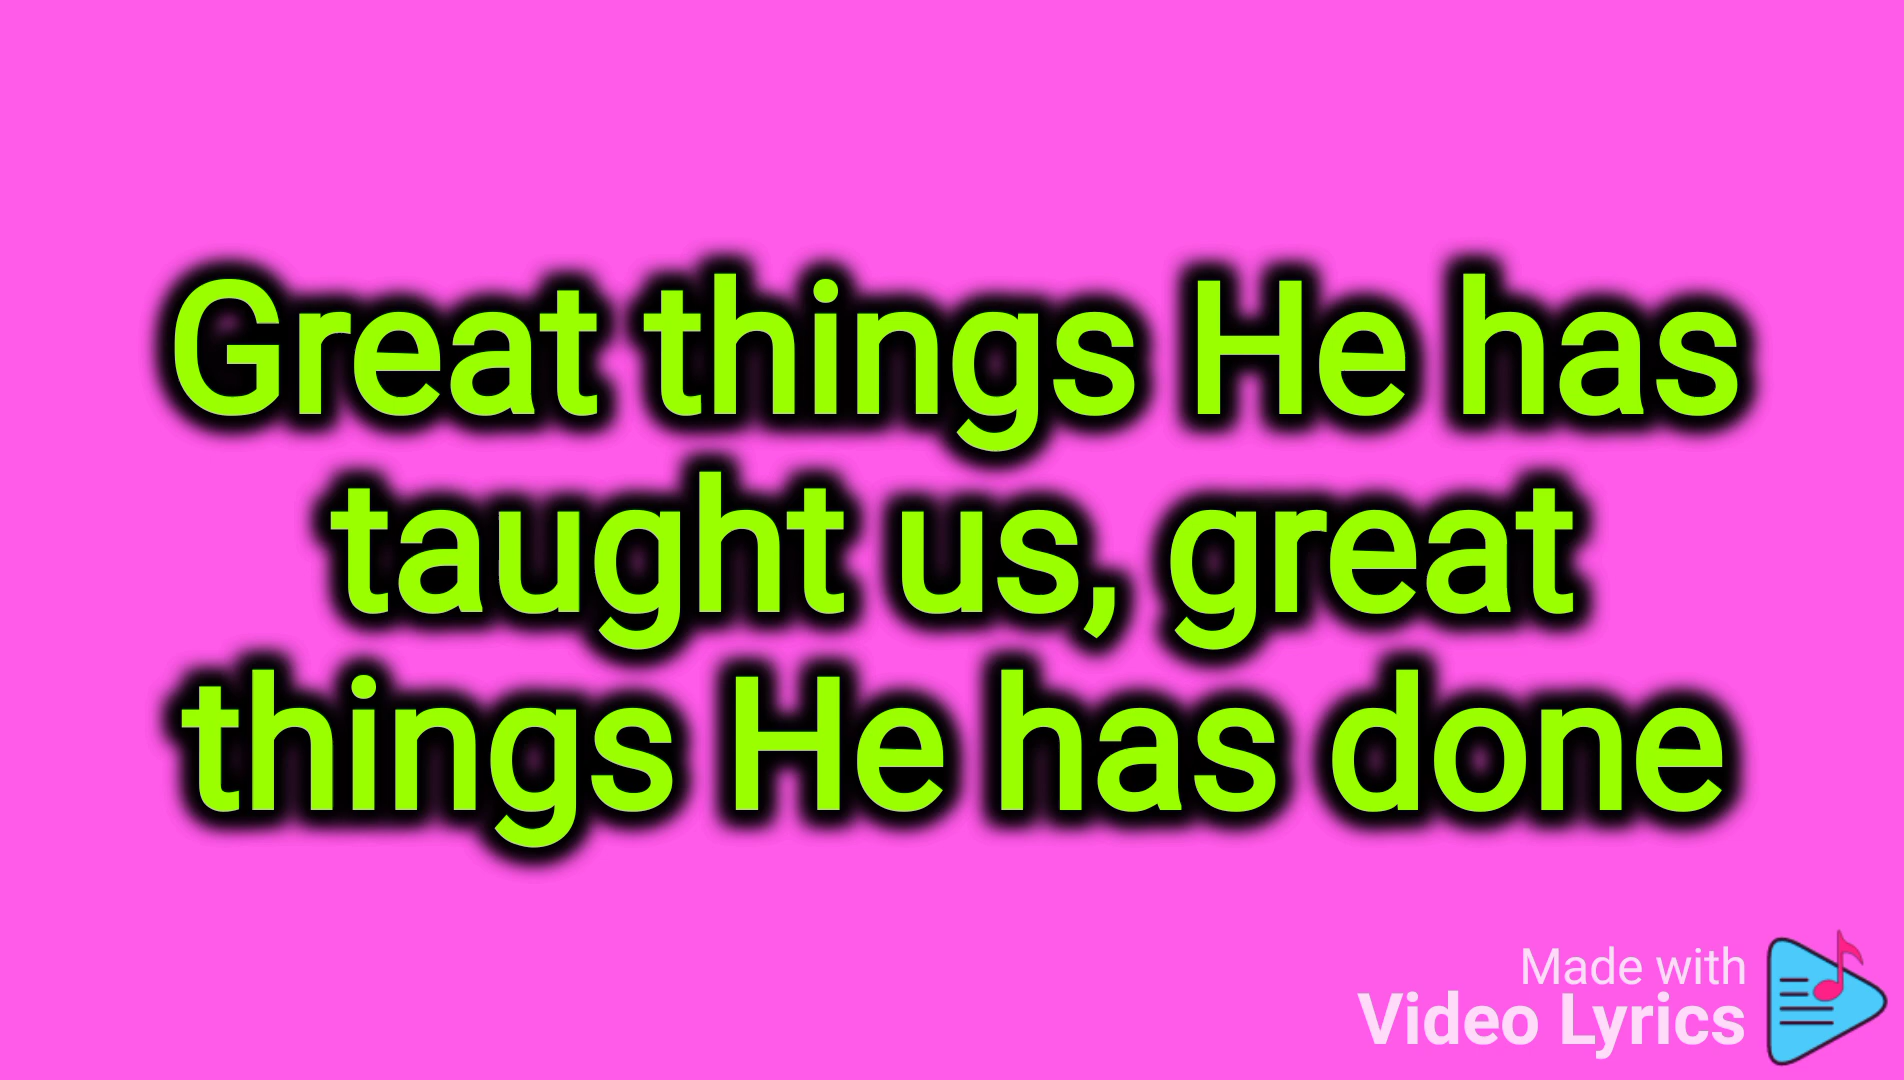 Great things He has
taught us, great
things He has done
Made with
Video Lyrics